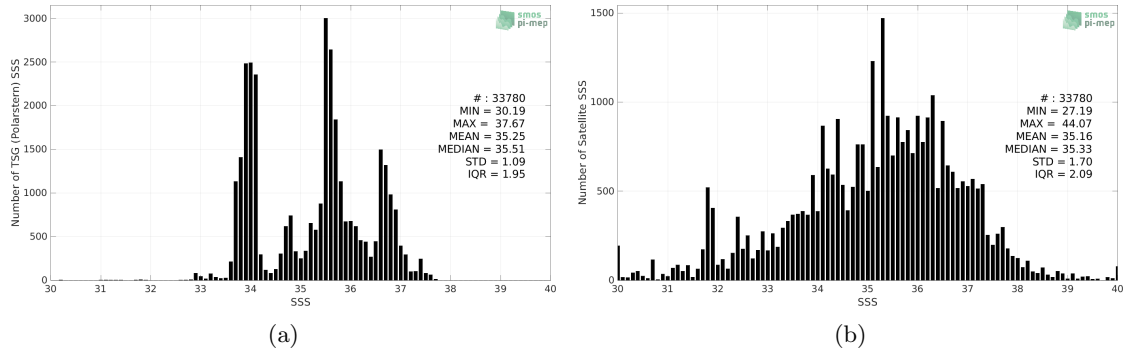 3000
2500
2000
1500
1000
500
0
Number of TSG (Polarstern) SSS
30 31 32 33 34 35 36 37 38 39 40
SSS
smos
pi-mep
# : 33780
MIN = 30.19
MAX = 37.67
MEAN = 35.25
MEDIAN = 35.51
STD = 1.09
IQR = 1.95
(a)
1500
1000
500
0
Number of Satellite SSS
30 31 32 33 34 35 36 37 38 39 40
SSS
smos
pi-mep
# : 33780
MIN = 27.19
MAX = 44.07
MEAN = 35.16
MEDIAN = 35.33
STD = 1.70
IQR = 2.09
(b)